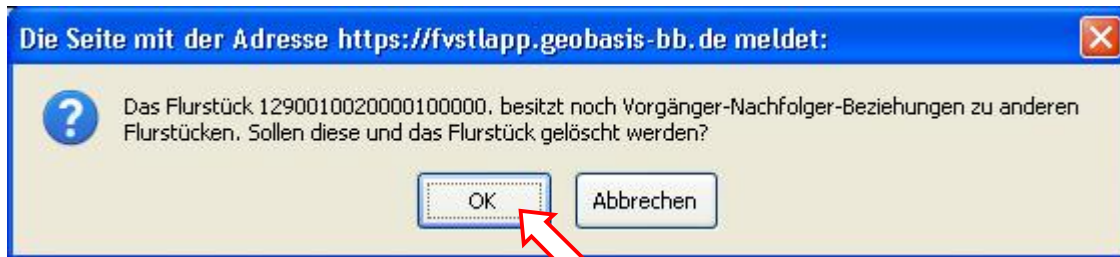 Die Seite mit der Adresse https://fvstlapp.geobasis-bb.de meldet:
Das Flurstück 1290010020000100000. besitzt noch Vorgänger-Nachfolger-Beziehungen zu anderen
Flurstücken. Sollen diese und das Flurstück gelöscht werden?
OK
Abbrechen